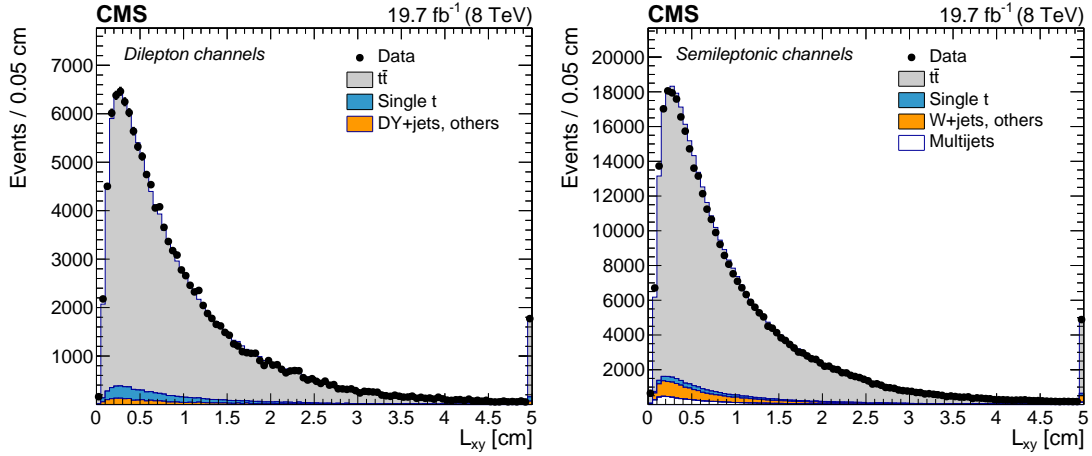 CMS 19.7 fb⁻¹ (8 TeV)
Dilepton channels
Data
tt̄
Single t
DY+jets, others
Events / 0.05 cm
7000
6000
5000
4000
3000
2000
1000
0 0.5 1 1.5 2 2.5 3 3.5 4 4.5 5
L_xy [cm]
CMS 19.7 fb⁻¹ (8 TeV)
Semileptonic channels
Data
tt̄
Single t
W+jets, others
Multijets
Events / 0.05 cm
18000
16000
14000
12000
10000
8000
6000
4000
2000
0 0.5 1 1.5 2 2.5 3 3.5 4 4.5 5
L_xy [cm]